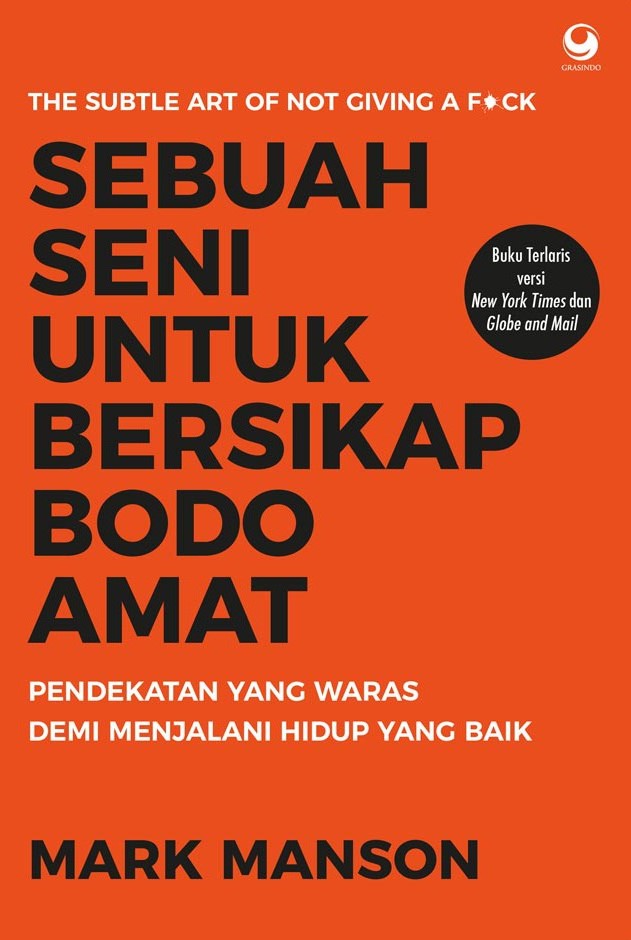 GRASINDO
THE SUBTLE ART OF NOT GIVING A F*CK
SEBUAH
SENI
UNTUK
BERSIKAP
BODO
AMAT
Buku Terlaris
versi
New York Times dan
Globe and Mail
PENDEKATAN YANG WARAS
DEMI MENJALANI HIDUP YANG BAIK
MARK MANSON